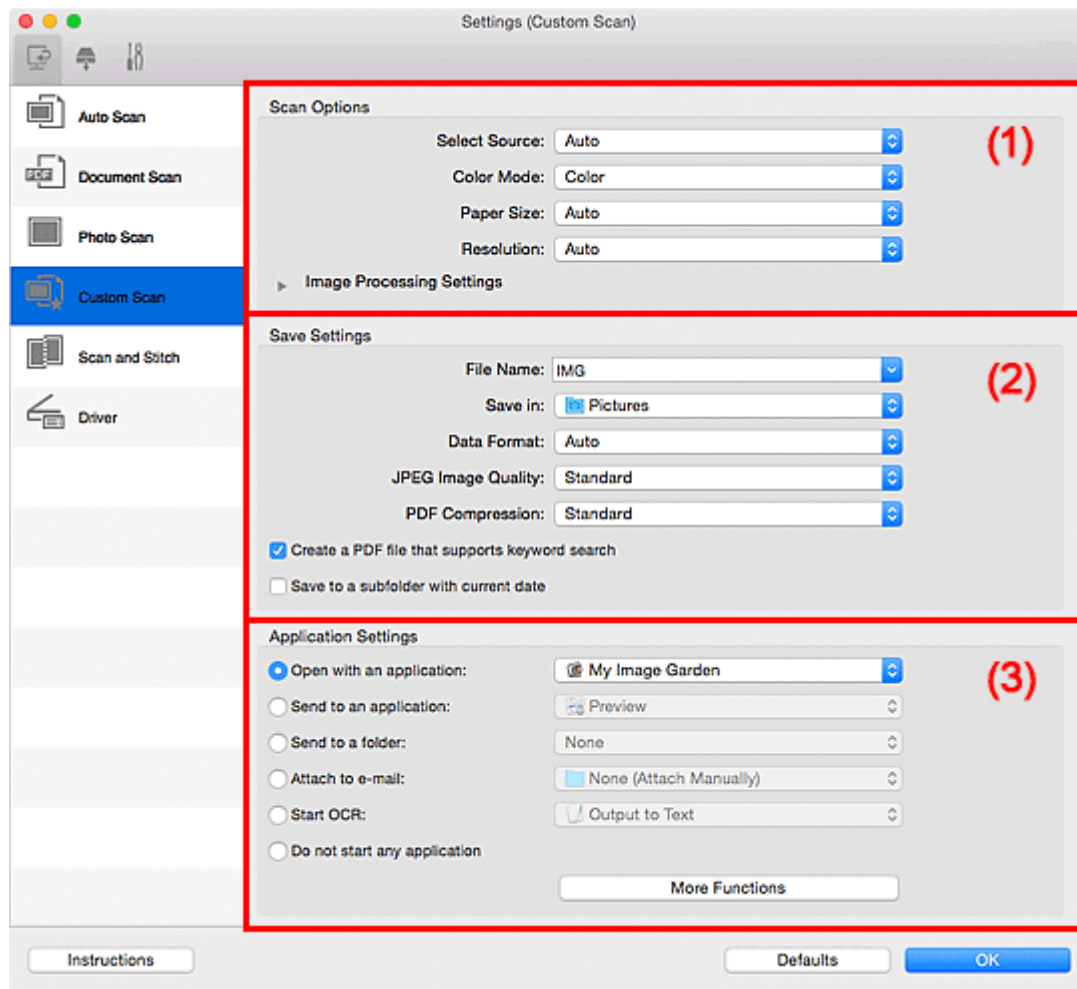 Settings (Custom Scan)
Auto Scan
PDF
Document Scan
Photo Scan
Custom Scan
Scan and Stitch
Driver
Scan Options
(1)
Select Source: Auto
Color Mode: Color
Paper Size: Auto
Resolution: Auto
Image Processing Settings
Save Settings
(2)
File Name: IMG
Save in: Pictures
Data Format: Auto
JPEG Image Quality: Standard
PDF Compression: Standard
Create a PDF file that supports keyword search
Save to a subfolder with current date
Application Settings
(3)
Open with an application: My Image Garden
Send to an application: Preview
Send to a folder: None
Attach to e-mail: None (Attach Manually)
Start OCR: Output to Text
Do not start any application
More Functions
Instructions
Defaults
OK